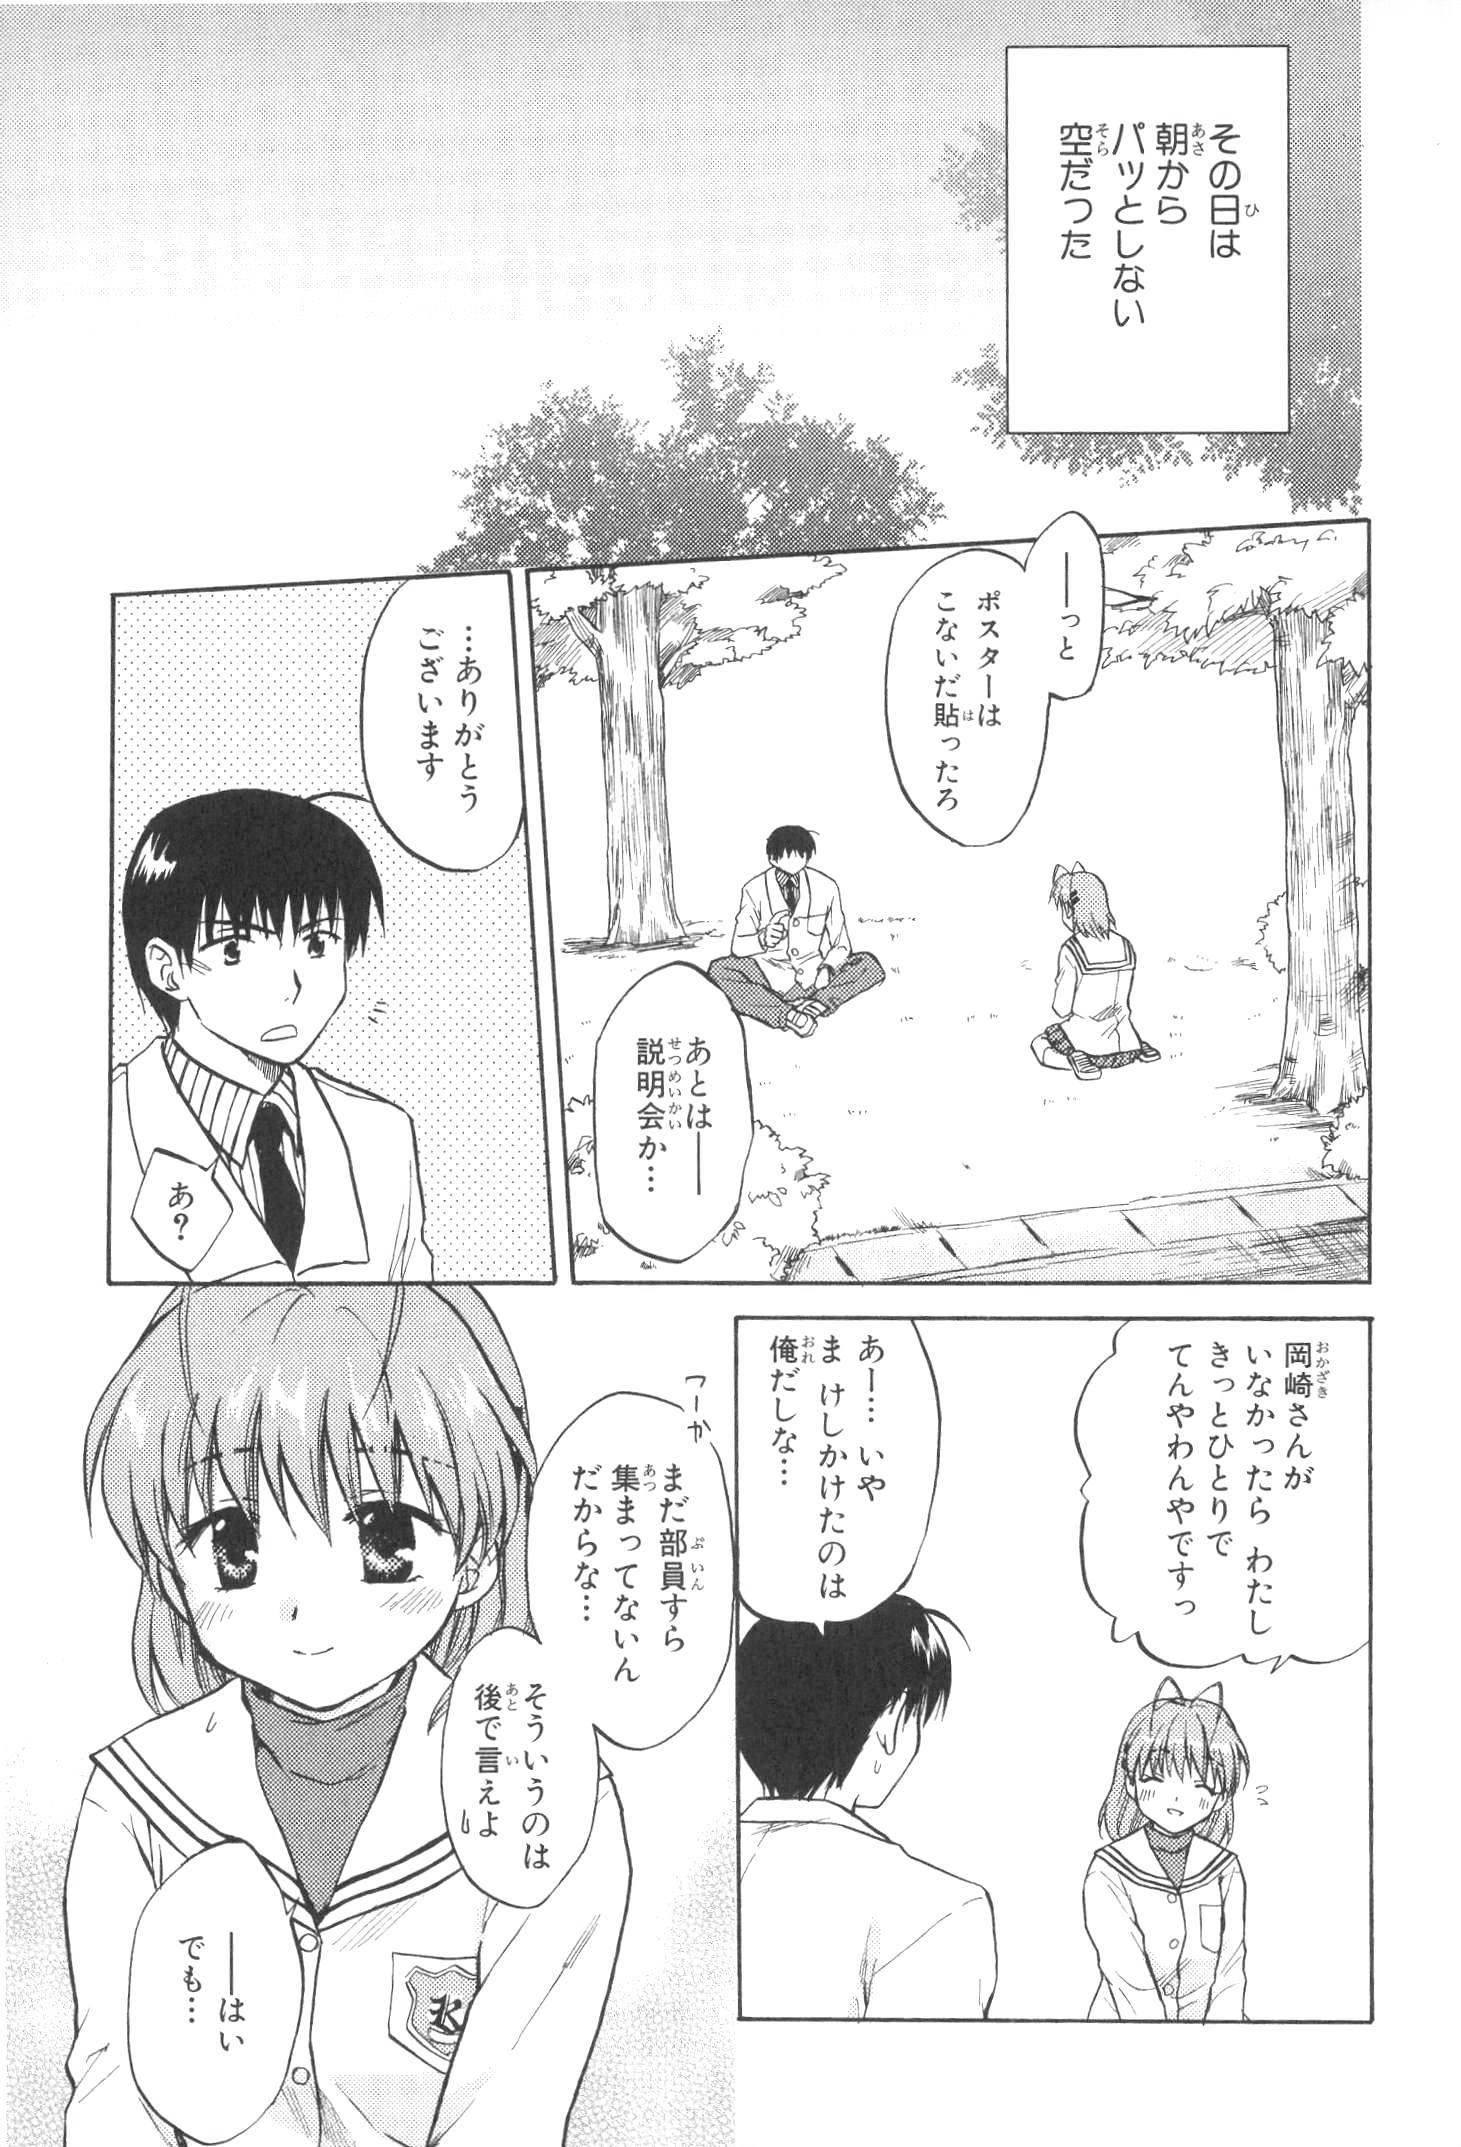 その日は
朝から
パッとしない
空だった
――っと
ポスターは
こないだ貼ったろ
あとは――
説明会か…
…ありがとう
ございます
あ?
岡崎さんが
いなかったら わたし
きっとひとりで
てんやわんやですっ
あー… いや
ま けしかけたのは
俺だしな…
つーか
まだ部員すら
集まってないん
だからな…
そういうのは
後で言えよ
――はい
でも…